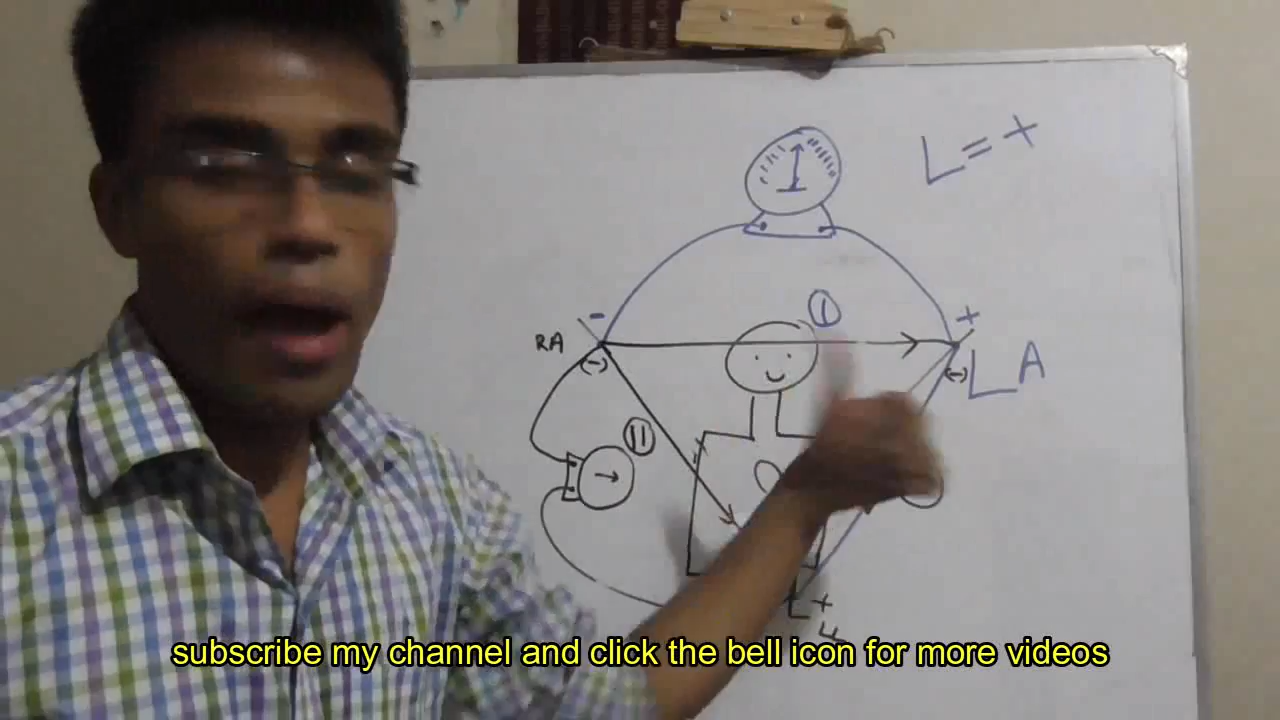 L = +
I
- +
RA (-) (-) LA
II
L +
F
subscribe my channel and click the bell icon for more videos